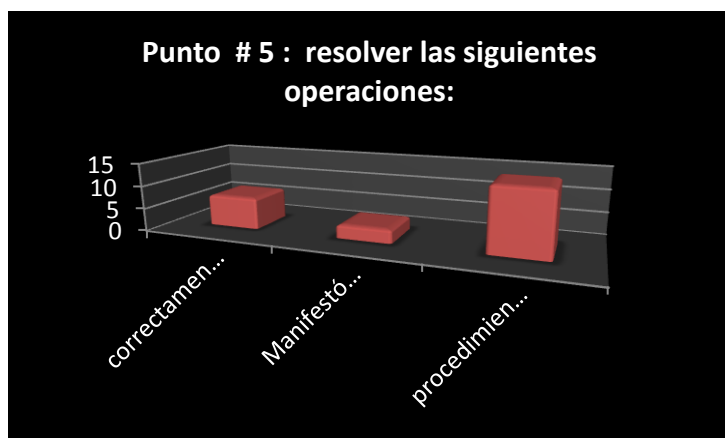 Punto # 5 : resolver las siguientes
operaciones:
15
10
5
0
correctamen...
Manifestó...
procedimien...